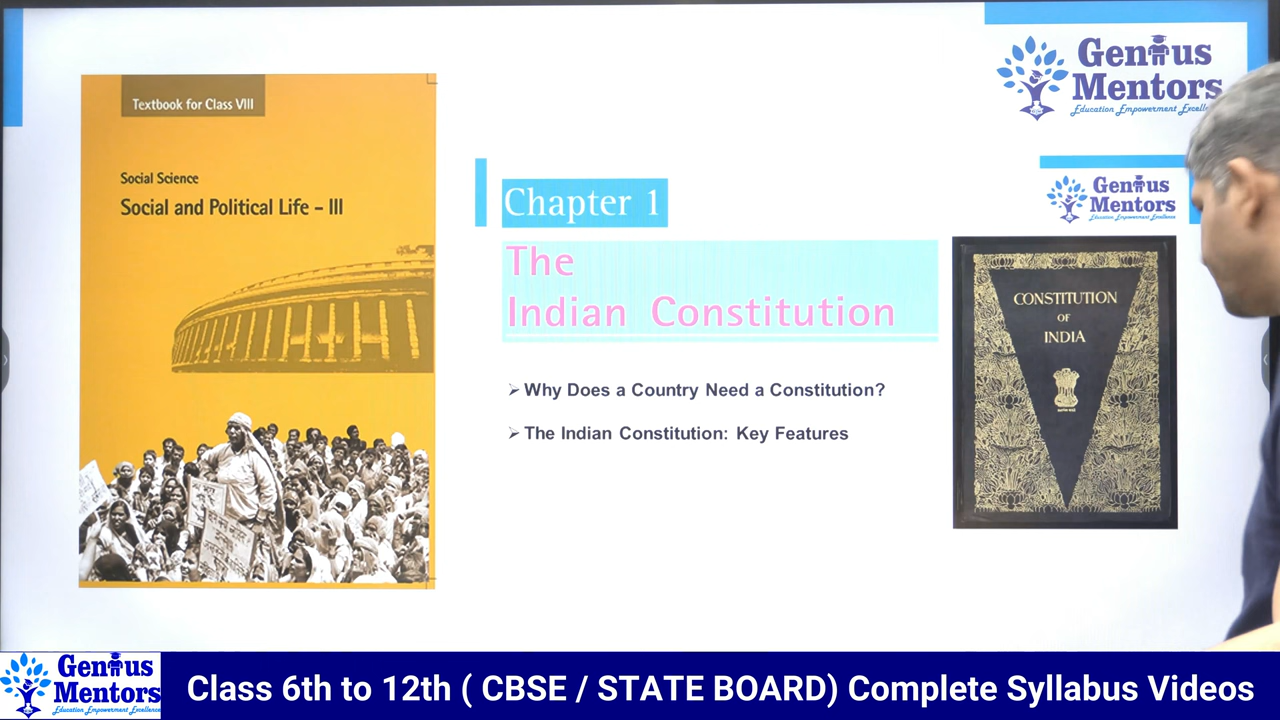 Textbook for Class VIII
Social Science
Social and Political Life – III
Genius
Mentors
Education Empowerment
Chapter 1
The
Indian Constitution
➢ Why Does a Country Need a Constitution?
➢ The Indian Constitution: Key Features
Genius
Mentors
Education Empowerment Excellence
CONSTITUTION
OF
INDIA
Genius
Mentors
Education Empowerment Excellence
Class 6th to 12th ( CBSE / STATE BOARD) Complete Syllabus Videos